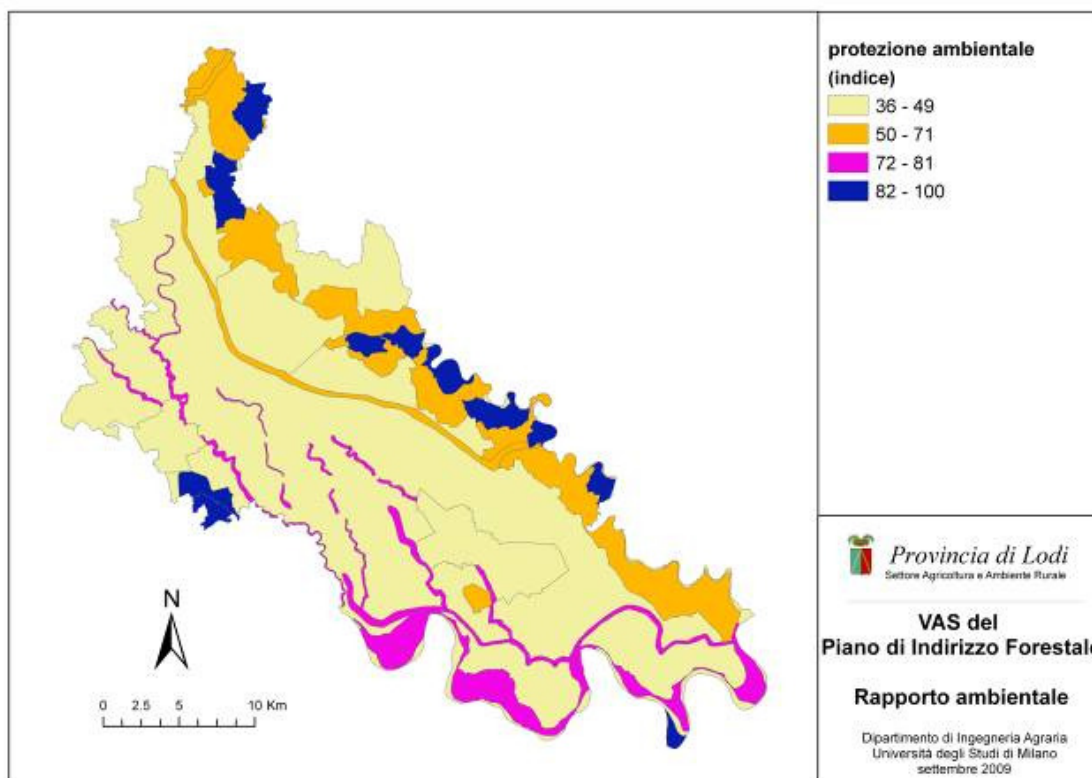 protezione ambientale
(indice)
36 - 49
50 - 71
72 - 81
82 - 100
N
0 2.5 5 10 Km
Provincia di Lodi
Settore Agricoltura e Ambiente Rurale
VAS del
Piano di Indirizzo Forestale
Rapporto ambientale
Dipartimento di Ingegneria Agraria
Università degli Studi di Milano
settembre 2009